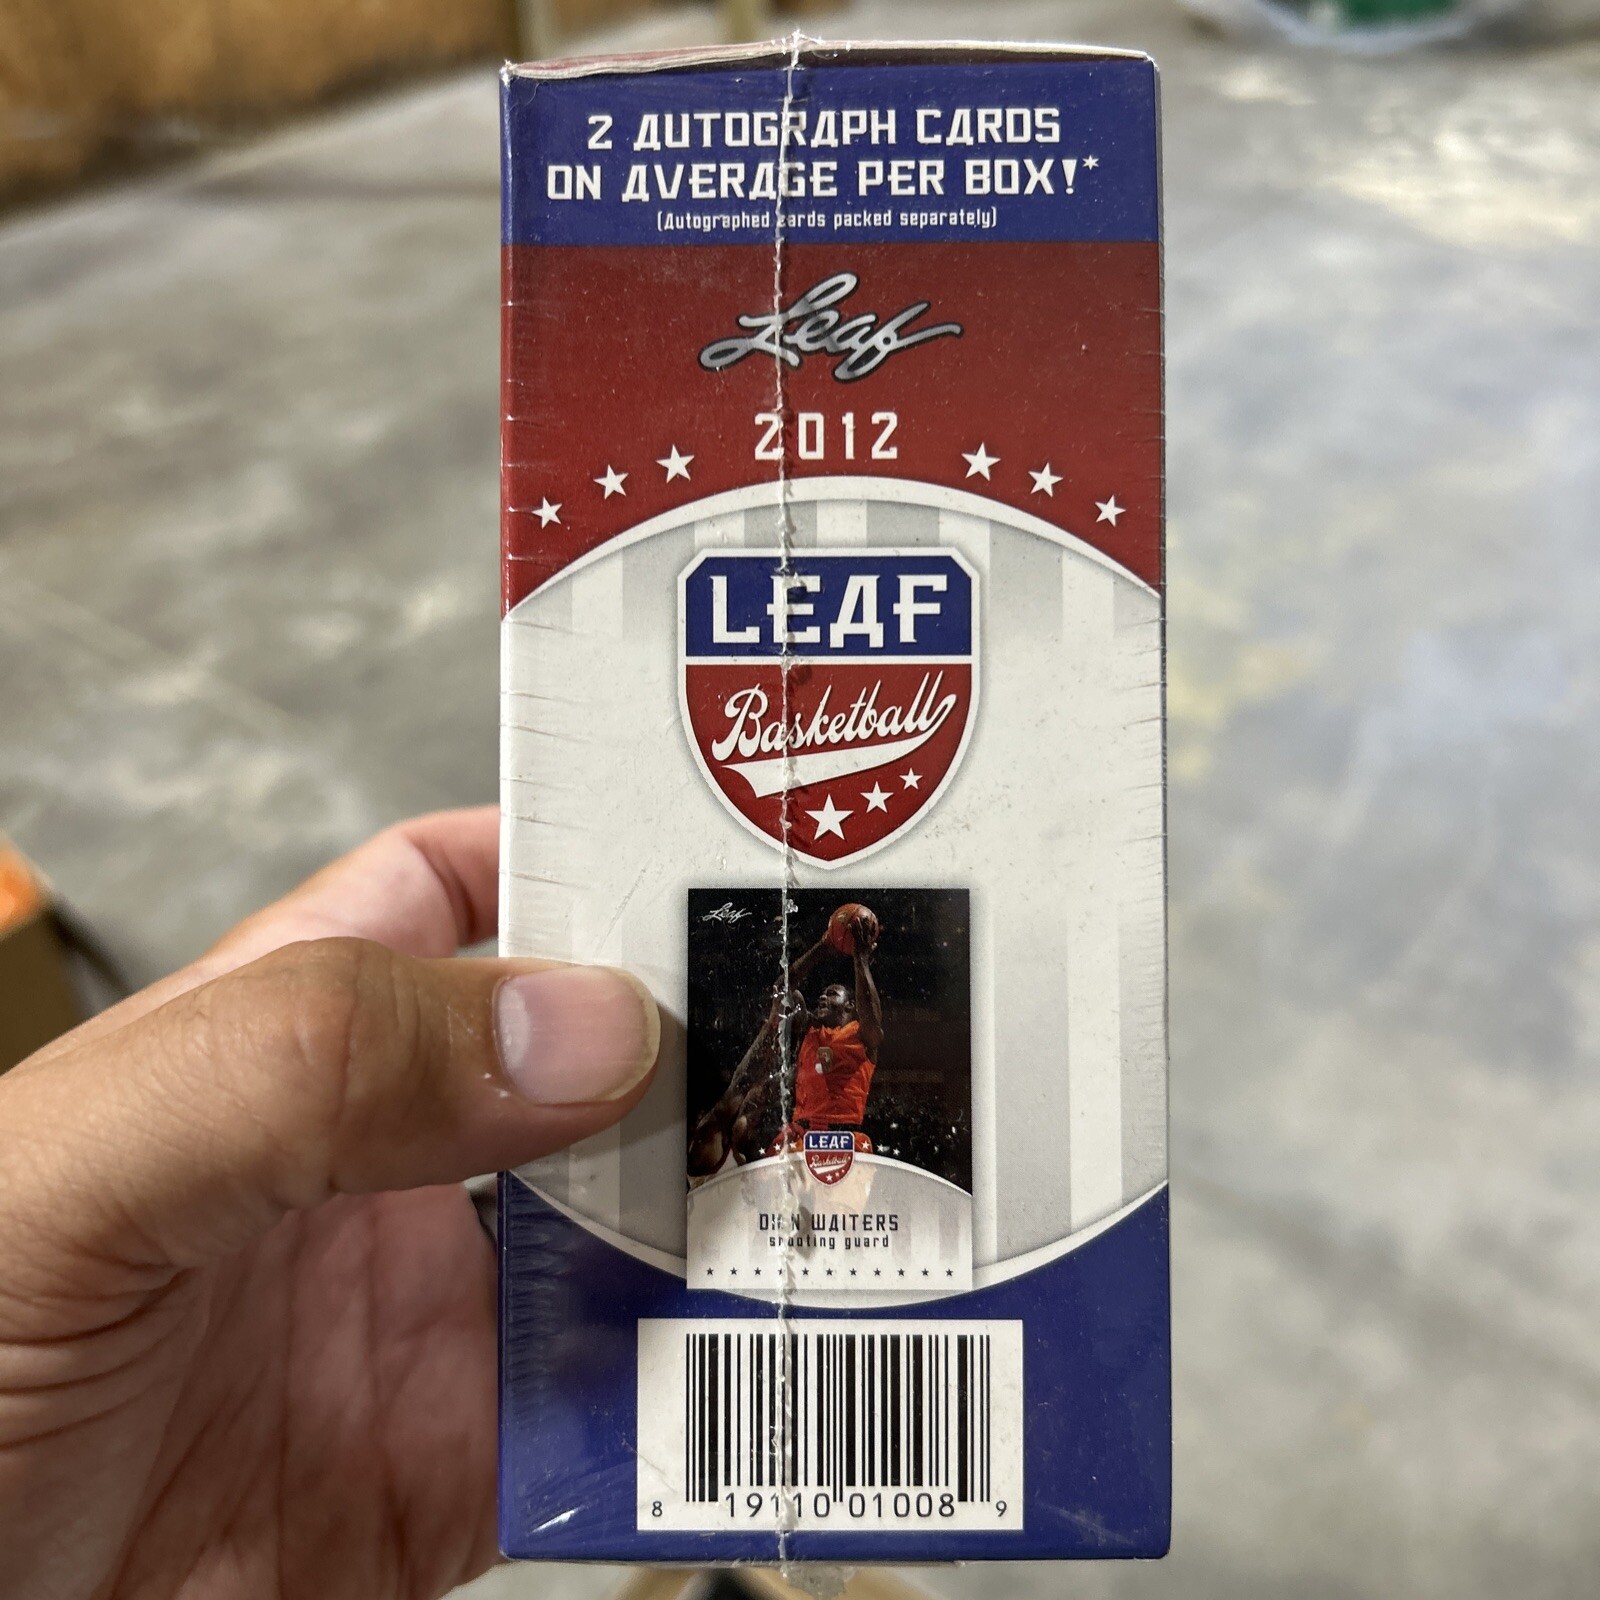 2 AUTOGRAPH CARDS
ON AVERAGE PER BOX!*
(Autographed cards packed separately)
Leaf
2012
LEAF
Basketball
Leaf
LEAF
Basketball
DION WAITERS
shooting guard
8 19110 01008 9